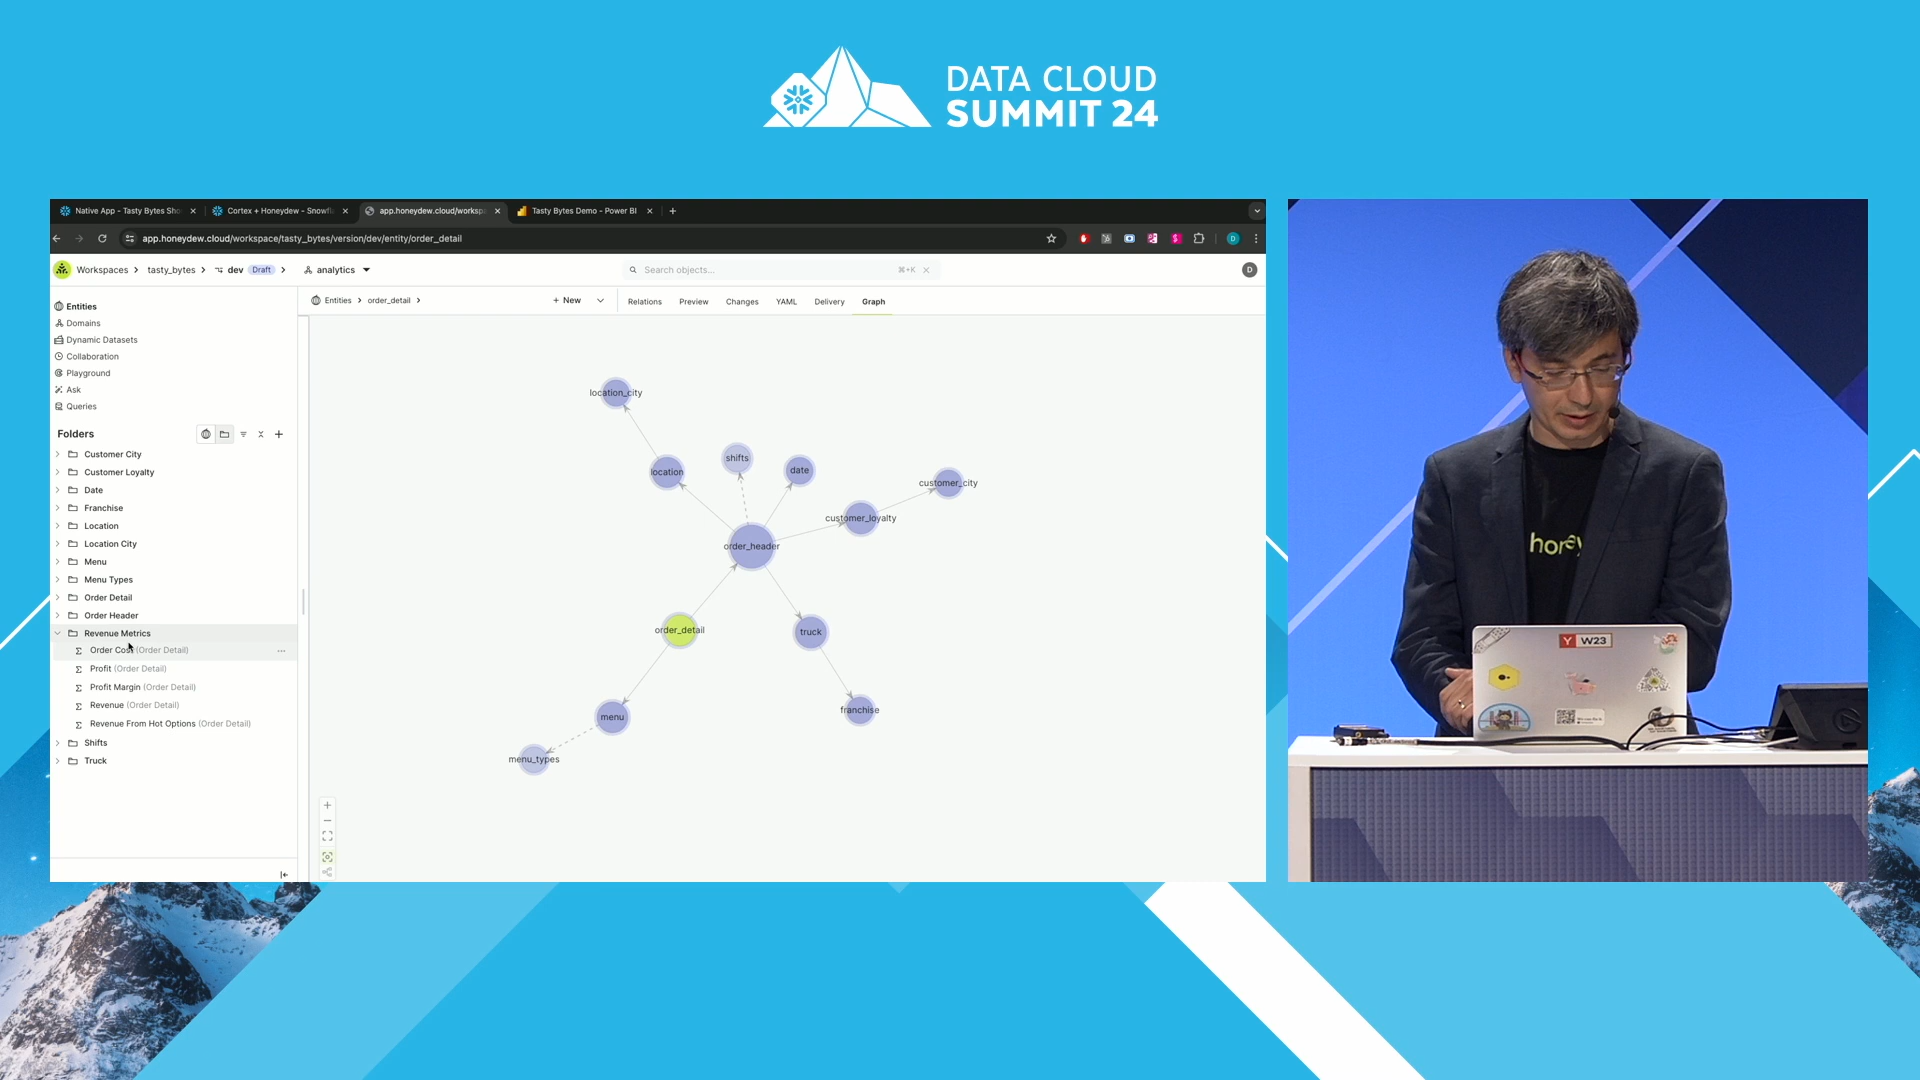 DATA CLOUD
SUMMIT 24
Native App - Tasty Bytes Sho
Cortex + Honeydew - Snowfl
app.honeydew.cloud/worksp
Tasty Bytes Demo - Power BI
app.honeydew.cloud/workspace/tasty_bytes/version/dev/entity/order_detail
Workspaces > tasty_bytes > dev Draft > analytics
Search objects... ⌘+K
D
Entities
Domains
Dynamic Datasets
Collaboration
Playground
Ask
Queries
Folders
Customer City
Customer Loyalty
Date
Franchise
Location
Location City
Menu
Menu Types
Order Detail
Order Header
Revenue Metrics
Order Cost (Order Detail)
Profit (Order Detail)
Profit Margin (Order Detail)
Revenue (Order Detail)
Revenue From Hot Options (Order Detail)
Shifts
Truck
Entities > order_detail >
+ New
Relations Preview Changes YAML Delivery Graph
location_city
shifts
location
date
customer_city
customer_loyalty
order_header
order_detail
truck
menu
franchise
menu_types
honey
Y W23